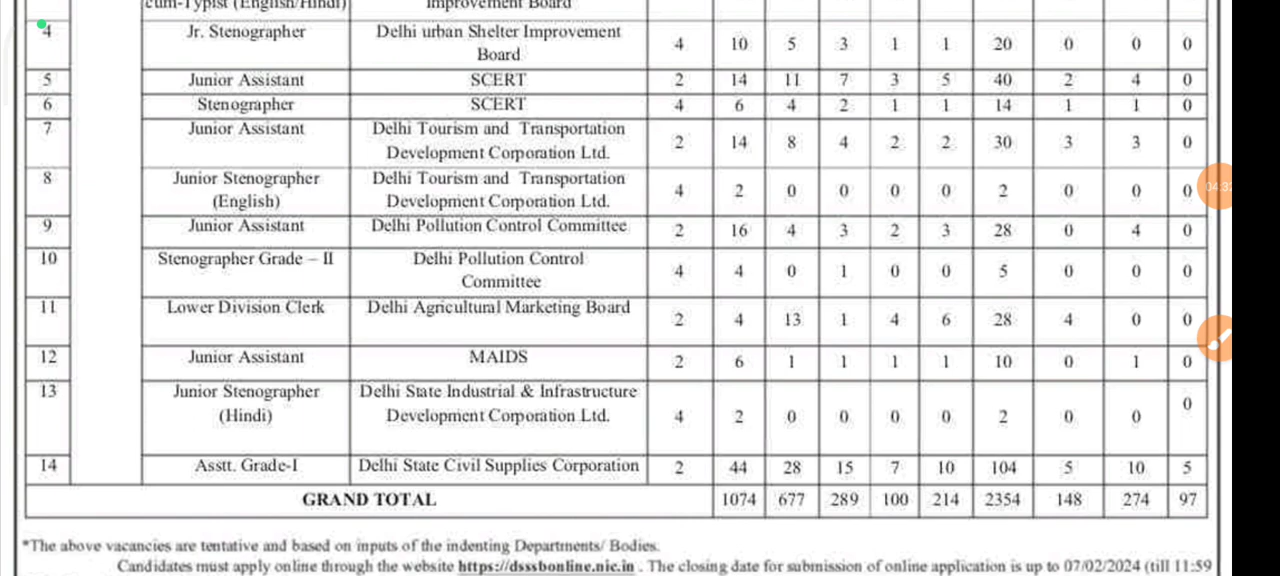 cum-Typist (English/Hindi) Improvement Board
4 Jr. Stenographer Delhi urban Shelter Improvement Board 4 10 5 3 1 1 20 0 0 0
5 Junior Assistant SCERT 2 14 11 7 3 5 40 2 4 0
6 Stenographer SCERT 4 6 4 2 1 1 14 1 1 0
7 Junior Assistant Delhi Tourism and Transportation Development Corporation Ltd. 2 14 8 4 2 2 30 3 3 0
8 Junior Stenographer (English) Delhi Tourism and Transportation Development Corporation Ltd. 4 2 0 0 0 0 2 0 0 0
04:32
9 Junior Assistant Delhi Pollution Control Committee 2 16 4 3 2 3 28 0 4 0
10 Stenographer Grade – II Delhi Pollution Control Committee 4 4 0 1 0 0 5 0 0 0
11 Lower Division Clerk Delhi Agricultural Marketing Board 2 4 13 1 4 6 28 4 0 0
12 Junior Assistant MAIDS 2 6 1 1 1 1 10 0 1 0
13 Junior Stenographer (Hindi) Delhi State Industrial & Infrastructure Development Corporation Ltd. 4 2 0 0 0 0 2 0 0 0
14 Asstt. Grade-I Delhi State Civil Supplies Corporation 2 44 28 15 7 10 104 5 10 5
GRAND TOTAL 1074 677 289 100 214 2354 148 274 97
*The above vacancies are tentative and based on inputs of the indenting Departments/ Bodies.
Candidates must apply online through the website https://dsssbonline.nic.in . The closing date for submission of online application is up to 07/02/2024 (till 11:59